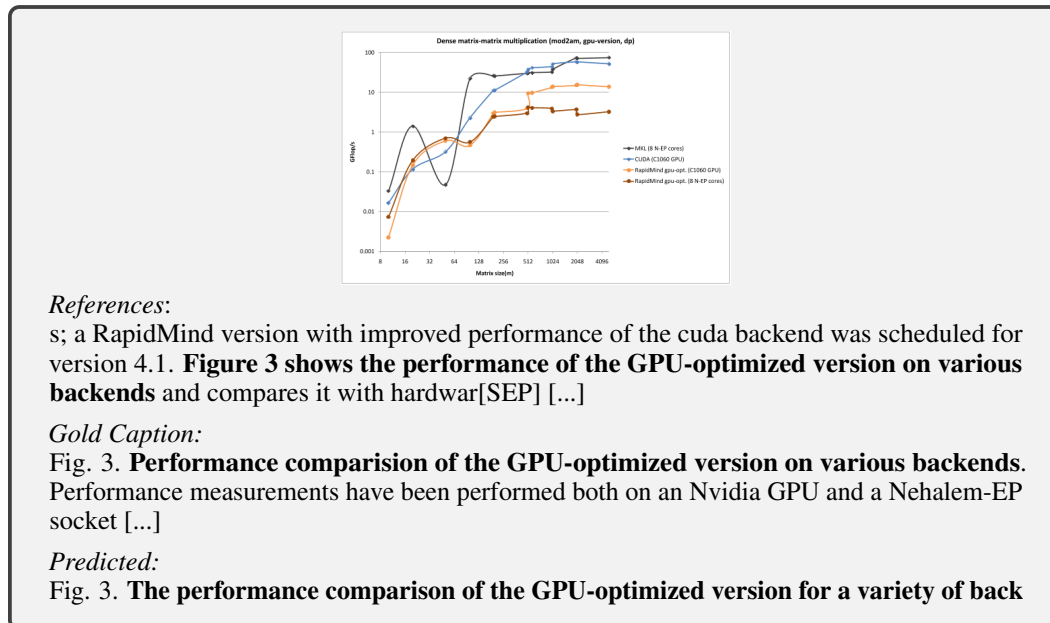 Dense matrix-matrix multiplication (mod2am, gpu-version, dp)
100
10
1
0.1
0.01
0.001
GFlop/s
8 16 32 64 128 256 512 1024 2048 4096
Matrix size(m)
MKL (8 N-EP cores)
CUDA (C1060 GPU)
RapidMind gpu-opt. (C1060 GPU)
RapidMind gpu-opt. (8 N-EP cores)
References:
s; a RapidMind version with improved performance of the cuda backend was scheduled for
version 4.1. Figure 3 shows the performance of the GPU-optimized version on various
backends and compares it with hardwar[SEP] [...]
Gold Caption:
Fig. 3. Performance comparision of the GPU-optimized version on various backends.
Performance measurements have been performed both on an Nvidia GPU and a Nehalem-EP
socket [...]
Predicted:
Fig. 3. The performance comparison of the GPU-optimized version for a variety of back